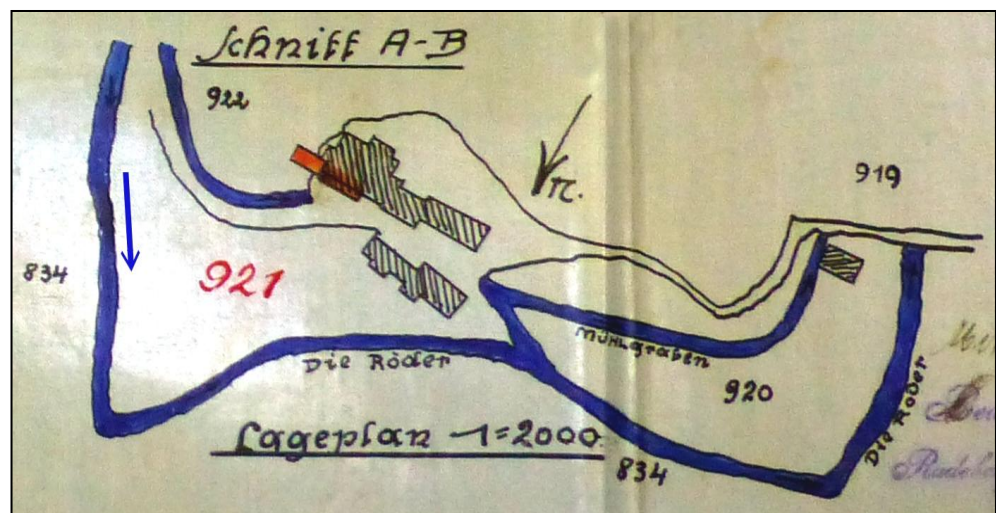 Schnitt A-B
922
n.
919
834
921
Mühlgraben
Die Röder
920
Die Röder
Lageplan 1=2000
834